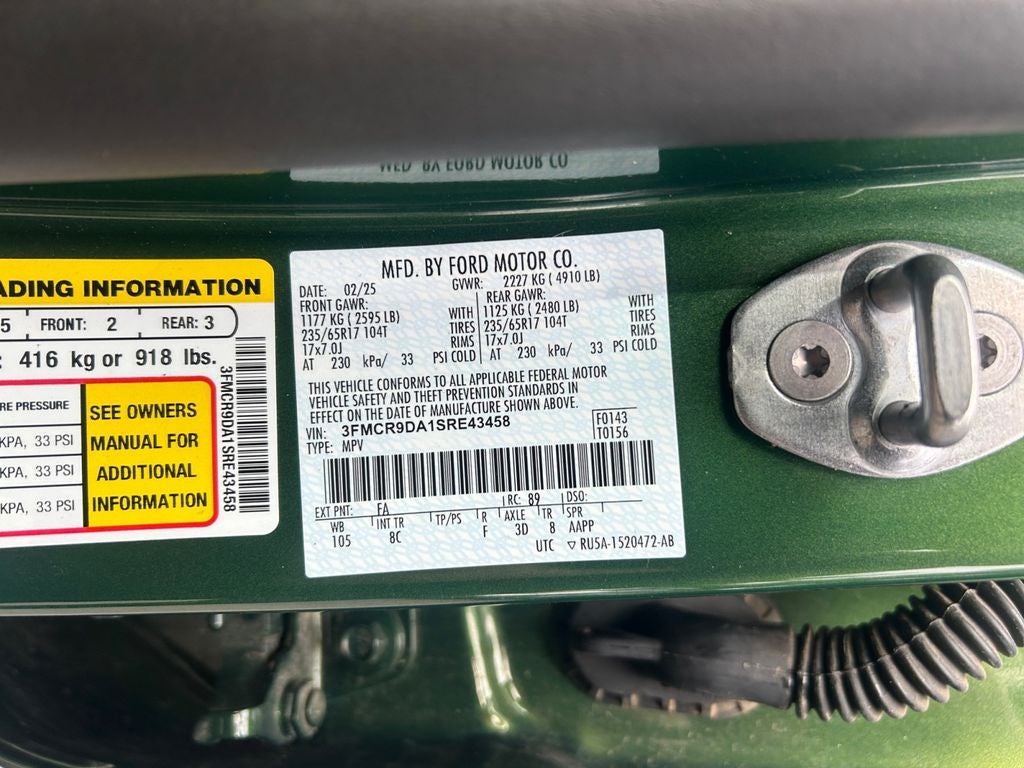 MFD. BY FORD MOTOR CO
ADING INFORMATION
5 FRONT: 2 REAR: 3
: 416 kg or 918 lbs.
RE PRESSURE
KPA, 33 PSI
KPA, 33 PSI
KPA, 33 PSI
SEE OWNERS
MANUAL FOR
ADDITIONAL
INFORMATION
3FMCR9DA1SRE43458
MFD. BY FORD MOTOR CO.
DATE: 02/25 GVWR: 2227 KG ( 4910 LB)
FRONT GAWR: REAR GAWR:
1177 KG ( 2595 LB) WITH 1125 KG ( 2480 LB) WITH
235/65R17 104T TIRES 235/65R17 104T TIRES
17x7.0J RIMS 17x7.0J RIMS
AT 230 kPa/ 33 PSI COLD AT 230 kPa/ 33 PSI COLD
THIS VEHICLE CONFORMS TO ALL APPLICABLE FEDERAL MOTOR
VEHICLE SAFETY AND THEFT PREVENTION STANDARDS IN
EFFECT ON THE DATE OF MANUFACTURE SHOWN ABOVE.
VIN: 3FMCR9DA1SRE43458 F0143
TYPE: MPV T0156
EXT PNT: FA RC: 89 DSO:
WB INT TR TP/PS R AXLE TR SPR
105 8C F 3D 8 AAPP
UTC ▽ RU5A-1520472-AB